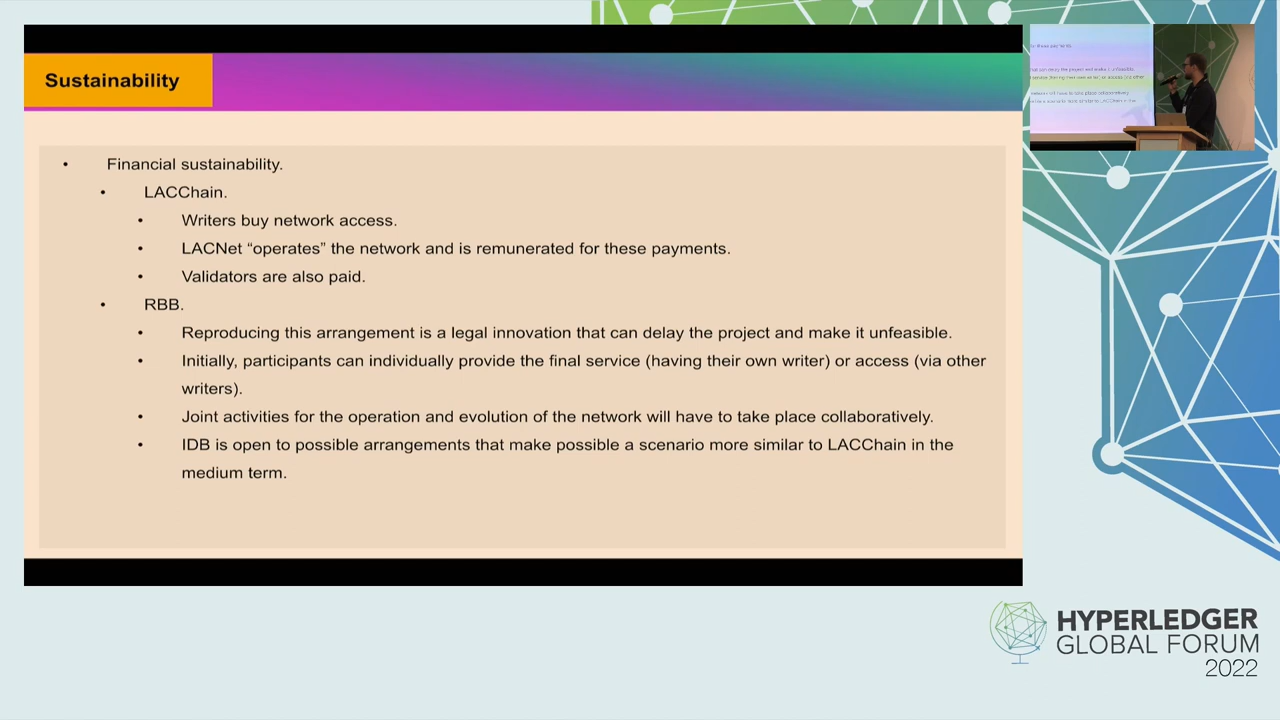 Sustainability
• Financial sustainability.
• LACChain.
• Writers buy network access.
• LACNet “operates” the network and is remunerated for these payments.
• Validators are also paid.
• RBB.
• Reproducing this arrangement is a legal innovation that can delay the project and make it unfeasible.
• Initially, participants can individually provide the final service (having their own writer) or access (via other
writers).
• Joint activities for the operation and evolution of the network will have to take place collaboratively.
• IDB is open to possible arrangements that make possible a scenario more similar to LACChain in the
medium term.
HYPERLEDGER
GLOBAL FORUM
2022